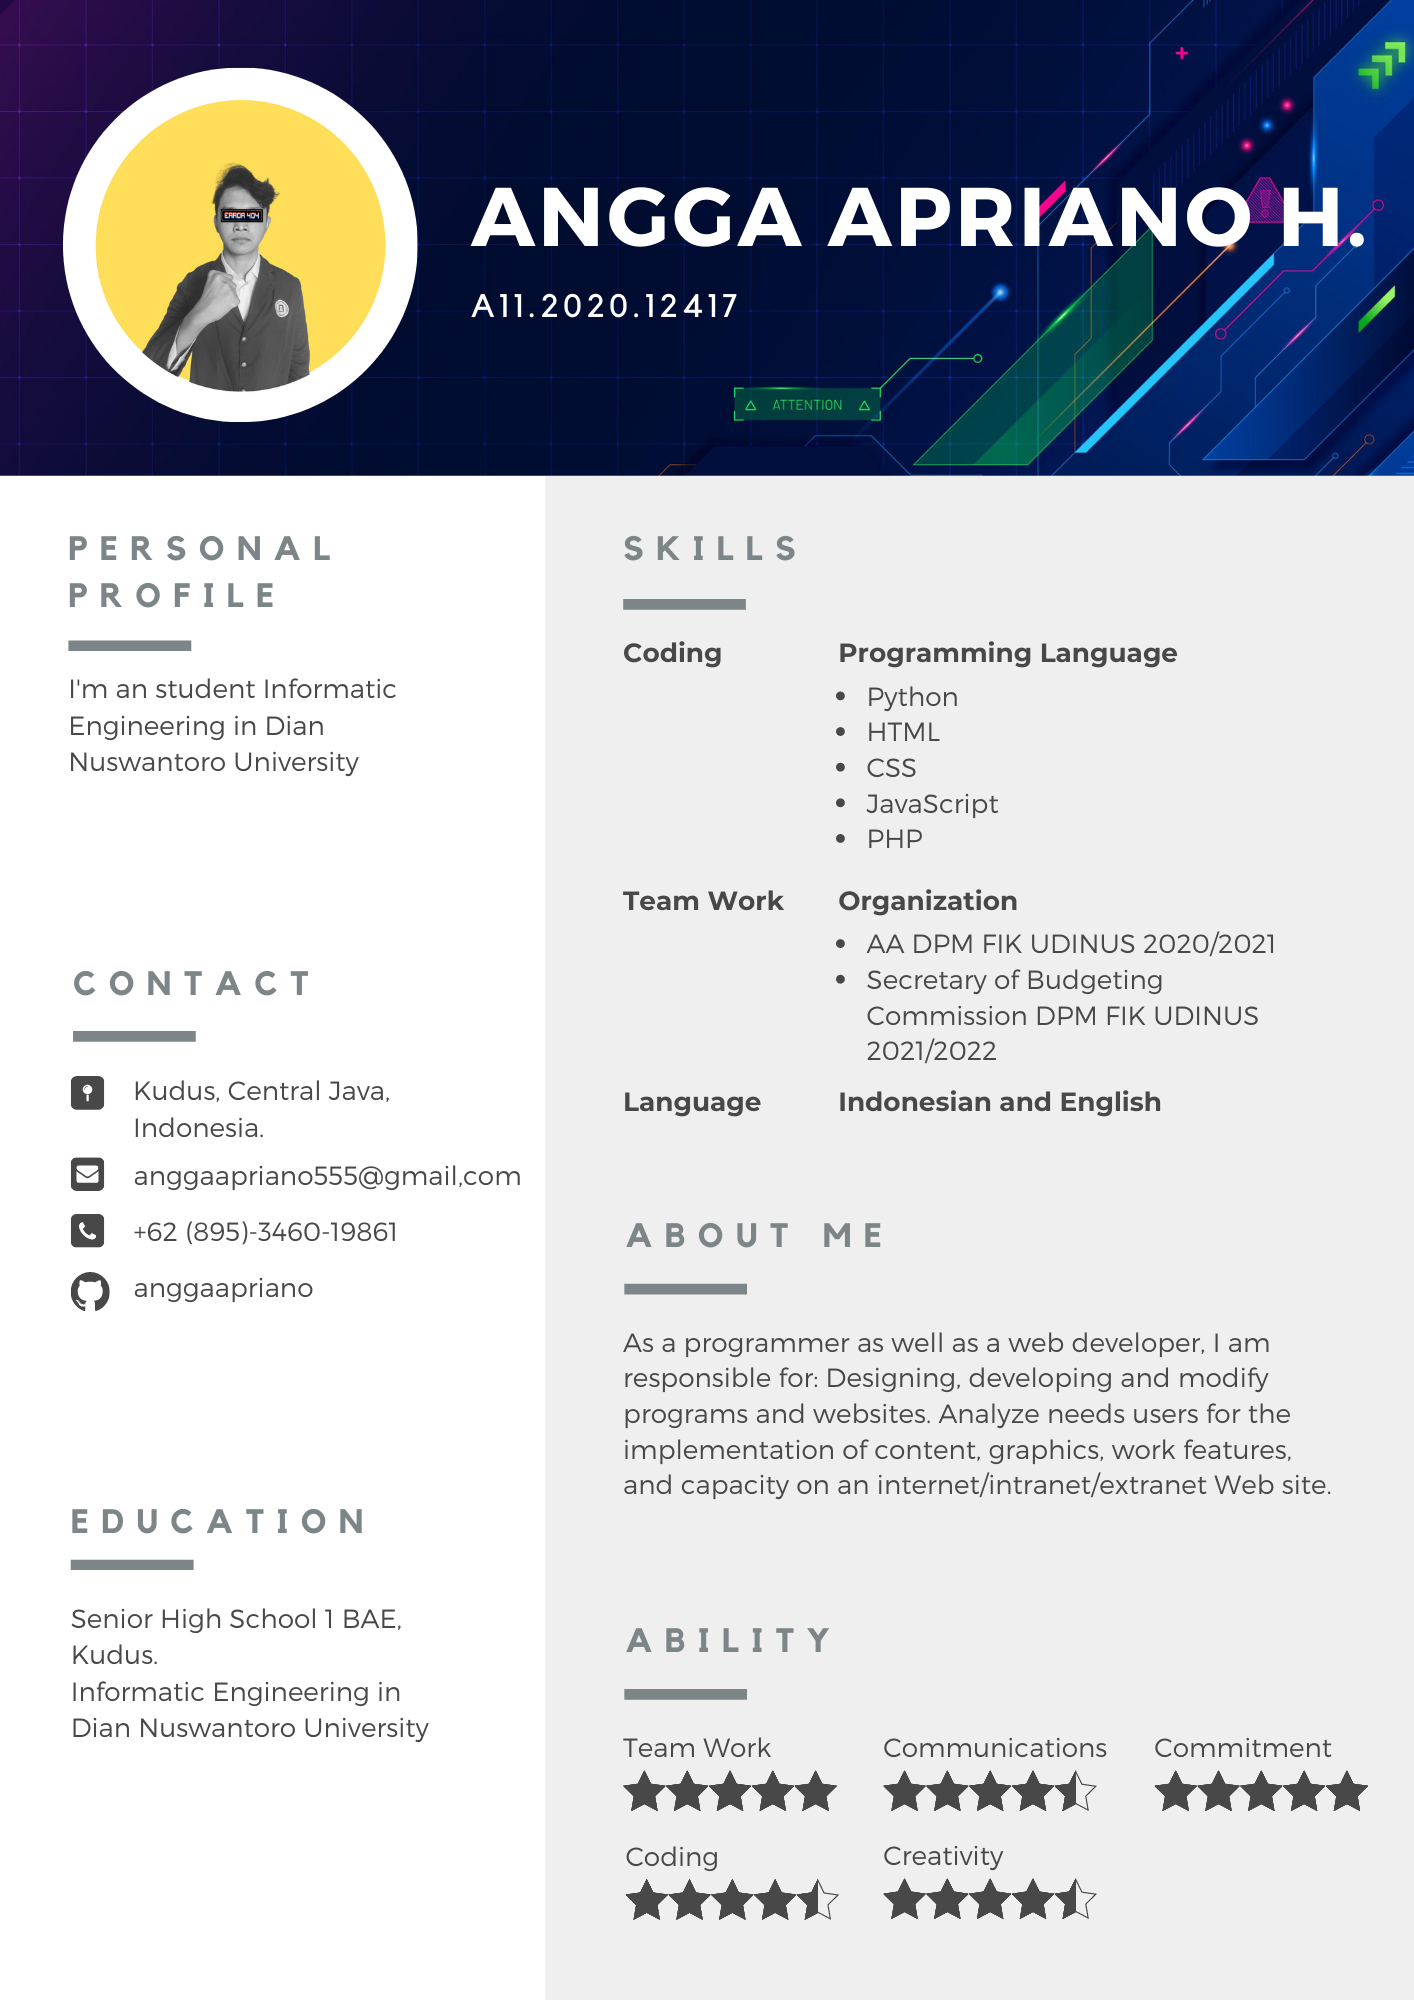 ERROR 404
ANGGA APRIANO H.
A11.2020.12417
ATTENTION
PERSONAL
PROFILE
I'm an student Informatic
Engineering in Dian
Nuswantoro University
CONTACT
Kudus, Central Java,
Indonesia.
anggaapriano555@gmail,com
+62 (895)-3460-19861
anggaapriano
EDUCATION
Senior High School 1 BAE,
Kudus.
Informatic Engineering in
Dian Nuswantoro University
SKILLS
Coding Programming Language
• Python
• HTML
• CSS
• JavaScript
• PHP
Team Work Organization
• AA DPM FIK UDINUS 2020/2021
• Secretary of Budgeting
Commission DPM FIK UDINUS
2021/2022
Language Indonesian and English
ABOUT ME
As a programmer as well as a web developer, I am
responsible for: Designing, developing and modify
programs and websites. Analyze needs users for the
implementation of content, graphics, work features,
and capacity on an internet/intranet/extranet Web site.
ABILITY
Team Work Communications Commitment
Coding Creativity